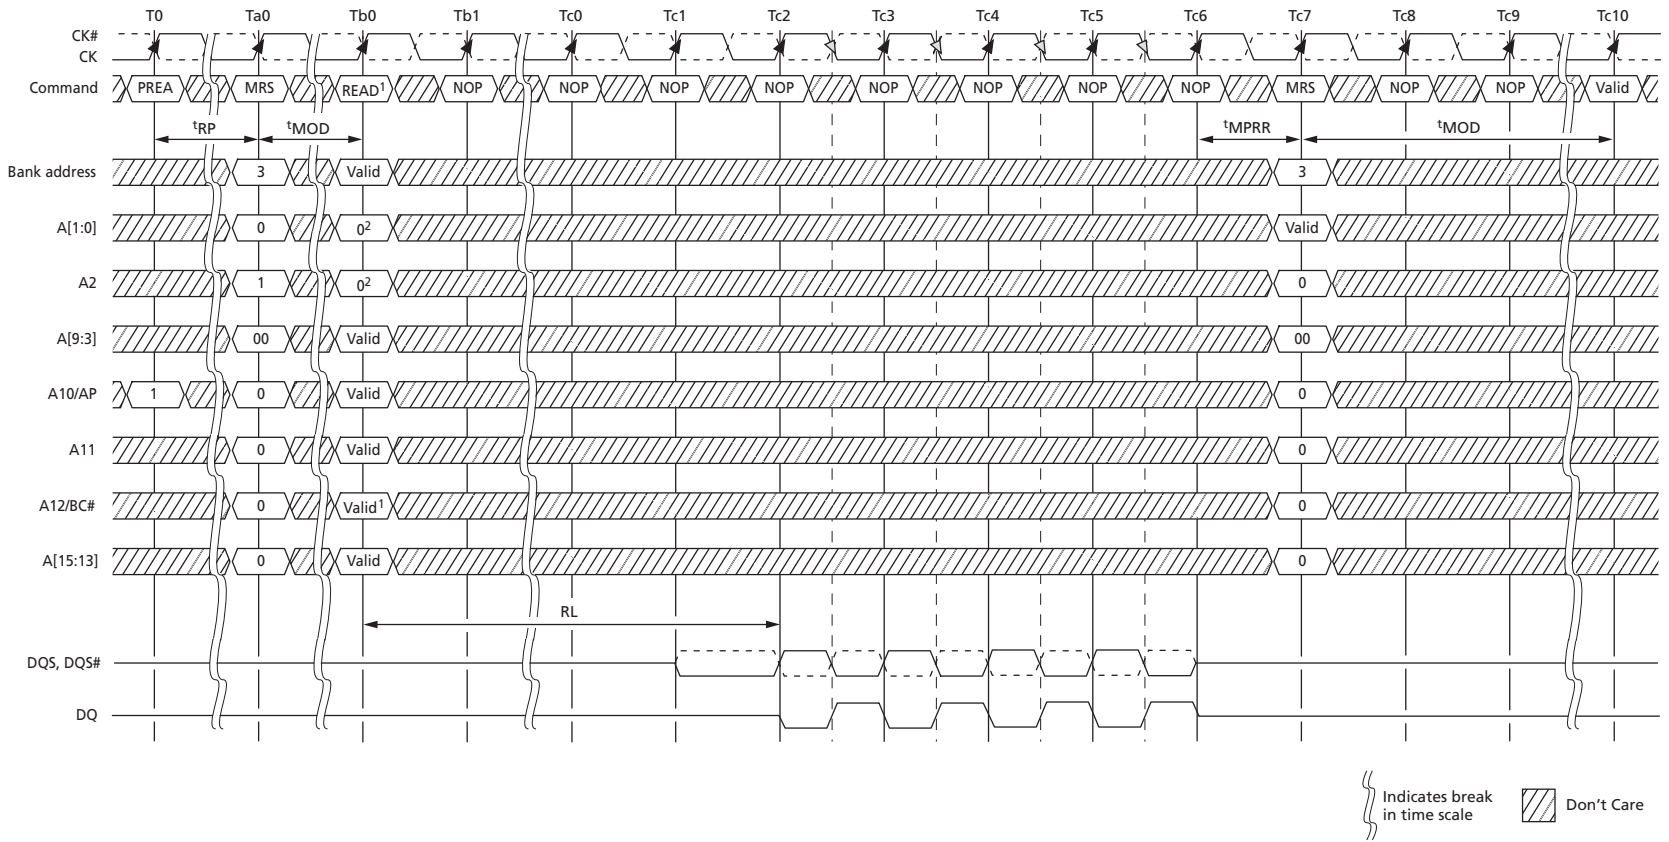 T0 Ta0 Tb0 Tb1 Tc0 Tc1 Tc2 Tc3 Tc4 Tc5 Tc6 Tc7 Tc8 Tc9 Tc10
CK#
CK
Command PREA MRS READ¹ NOP NOP NOP NOP NOP NOP NOP NOP MRS NOP NOP Valid
tRP tMOD tMPRR tMOD
Bank address 3 Valid 3
A[1:0] 0 0² Valid
A2 1 0² 0
A[9:3] 00 Valid 00
A10/AP 1 0 Valid 0
A11 0 Valid 0
A12/BC# 0 Valid¹ 0
A[15:13] 0 Valid 0
RL
DQS, DQS#
DQ
Indicates break
in time scale
Don't Care